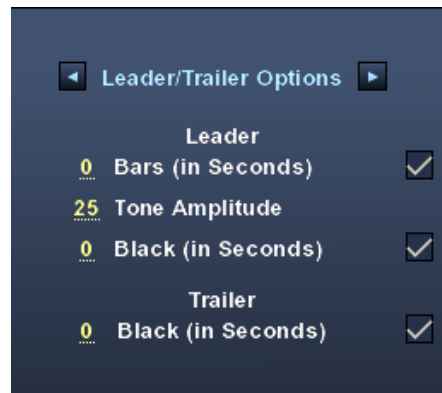 Leader/Trailer Options
Leader
0 Bars (in Seconds)
25 Tone Amplitude
0 Black (in Seconds)
Trailer
0 Black (in Seconds)